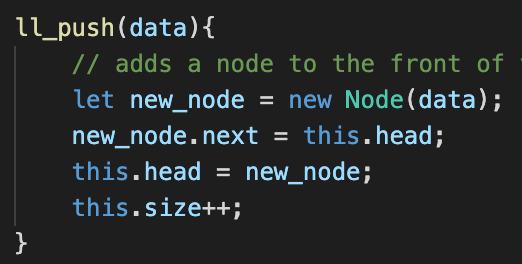 ll_push(data){
// adds a node to the front of
let new_node = new Node(data);
new_node.next = this.head;
this.head = new_node;
this.size++;
}